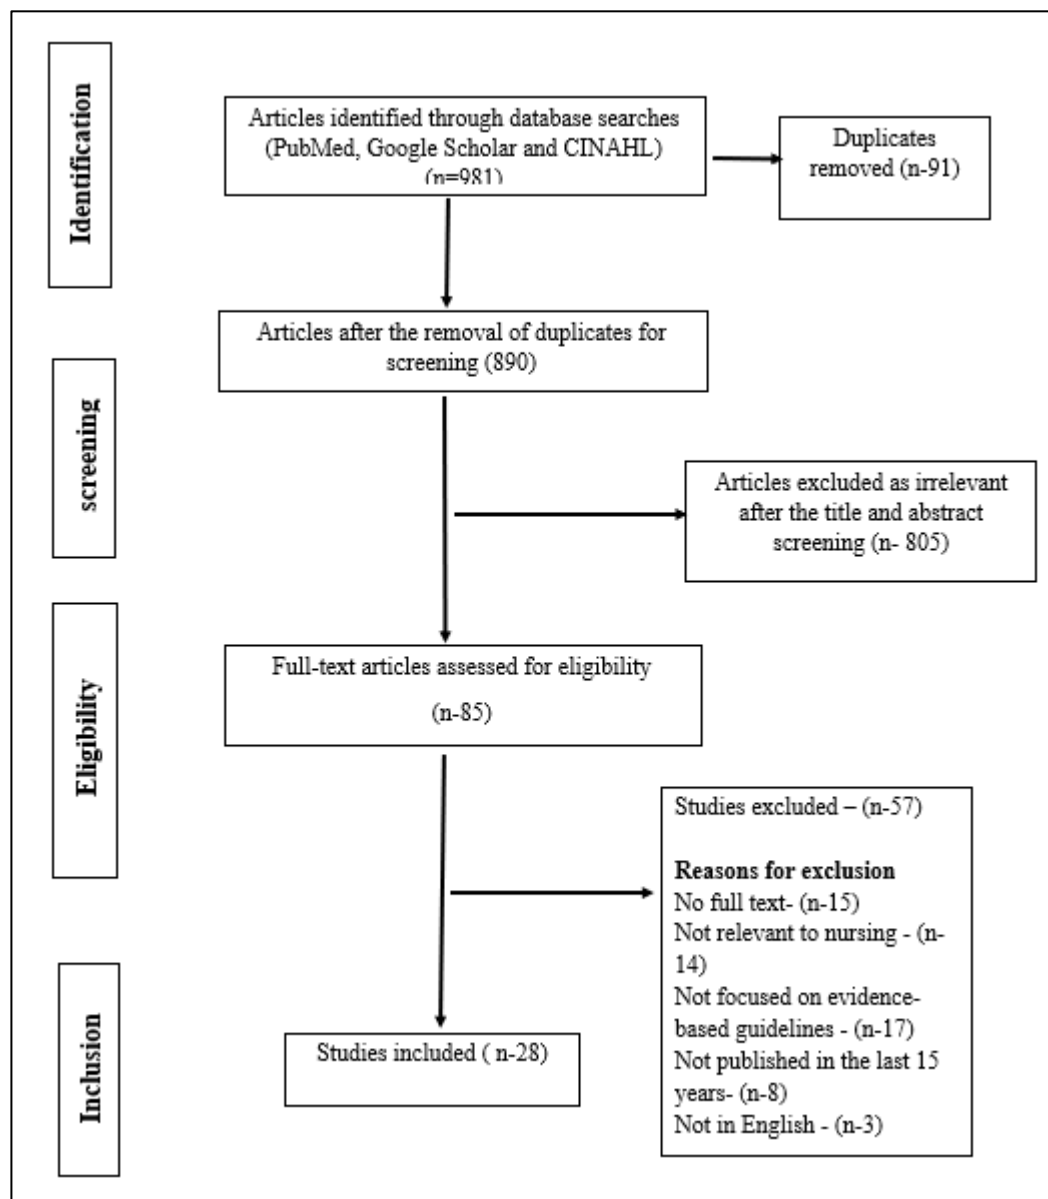 Identification
Articles identified through database searches
(PubMed, Google Scholar and CINAHL)
(n=981)
Duplicates
removed (n-91)
Articles after the removal of duplicates for
screening (890)
screening
Articles excluded as irrelevant
after the title and abstract
screening (n- 805)
Eligibility
Full-text articles assessed for eligibility
(n-85)
Studies excluded – (n-57)
Reasons for exclusion
No full text- (n-15)
Not relevant to nursing - (n-
14)
Not focused on evidence-
based guidelines - (n-17)
Not published in the last 15
years- (n-8)
Not in English - (n-3)
Inclusion
Studies included ( n-28)